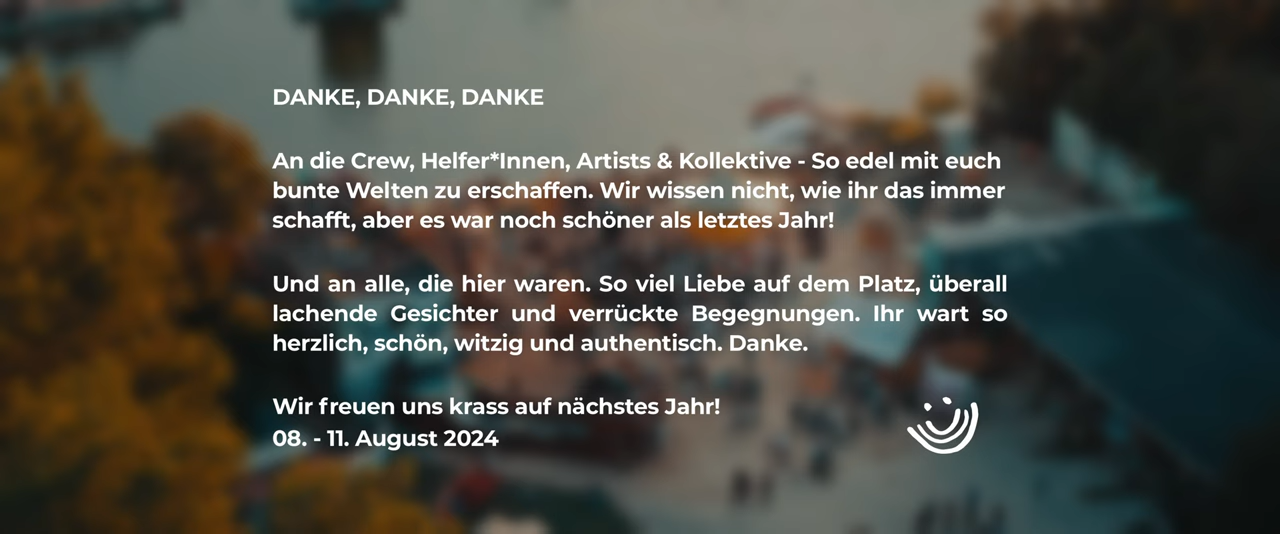 DANKE, DANKE, DANKE
An die Crew, Helfer*Innen, Artists & Kollektive - So edel mit euch
bunte Welten zu erschaffen. Wir wissen nicht, wie ihr das immer
schafft, aber es war noch schöner als letztes Jahr!
Und an alle, die hier waren. So viel Liebe auf dem Platz, überall
lachende Gesichter und verrückte Begegnungen. Ihr wart so
herzlich, schön, witzig und authentisch. Danke.
Wir freuen uns krass auf nächstes Jahr!
08. - 11. August 2024